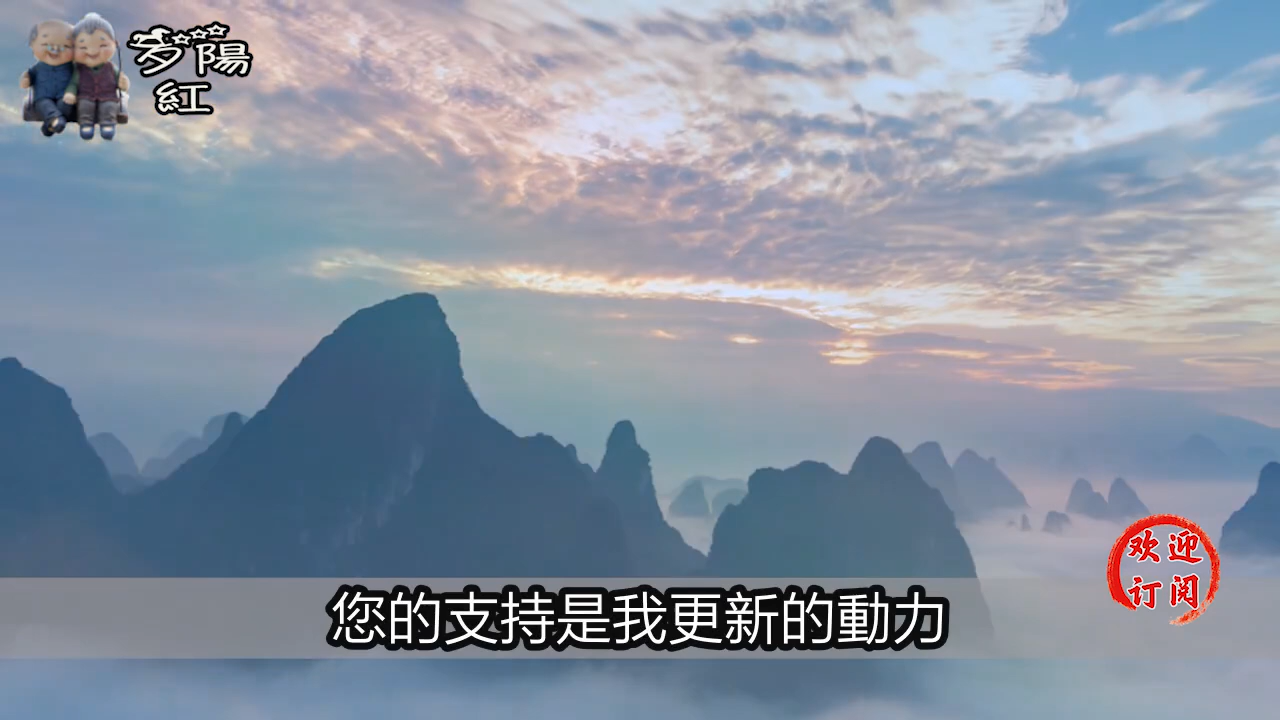 夕陽
紅
欢迎
订阅
您的支持是我更新的動力